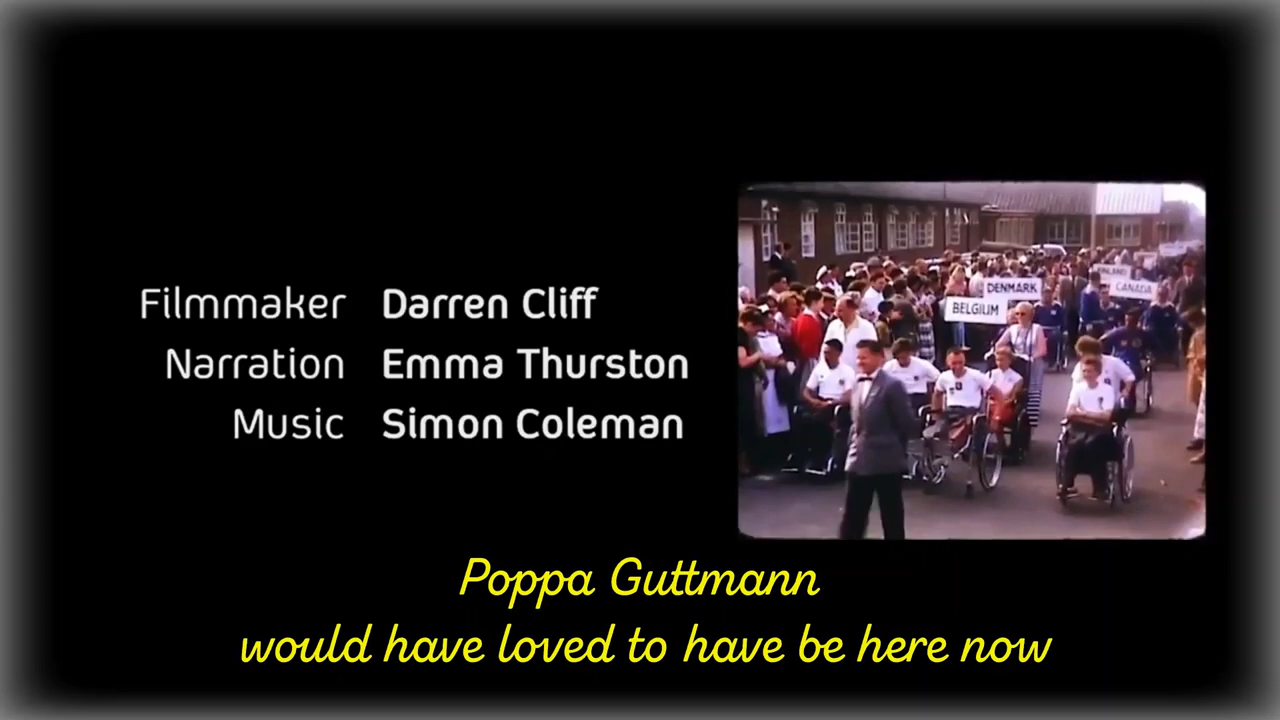 Filmmaker Darren Cliff
Narration Emma Thurston
Music Simon Coleman
DENMARK
BELGIUM
FINLAND
CANADA
Poppa Guttmann
would have loved to have be here now